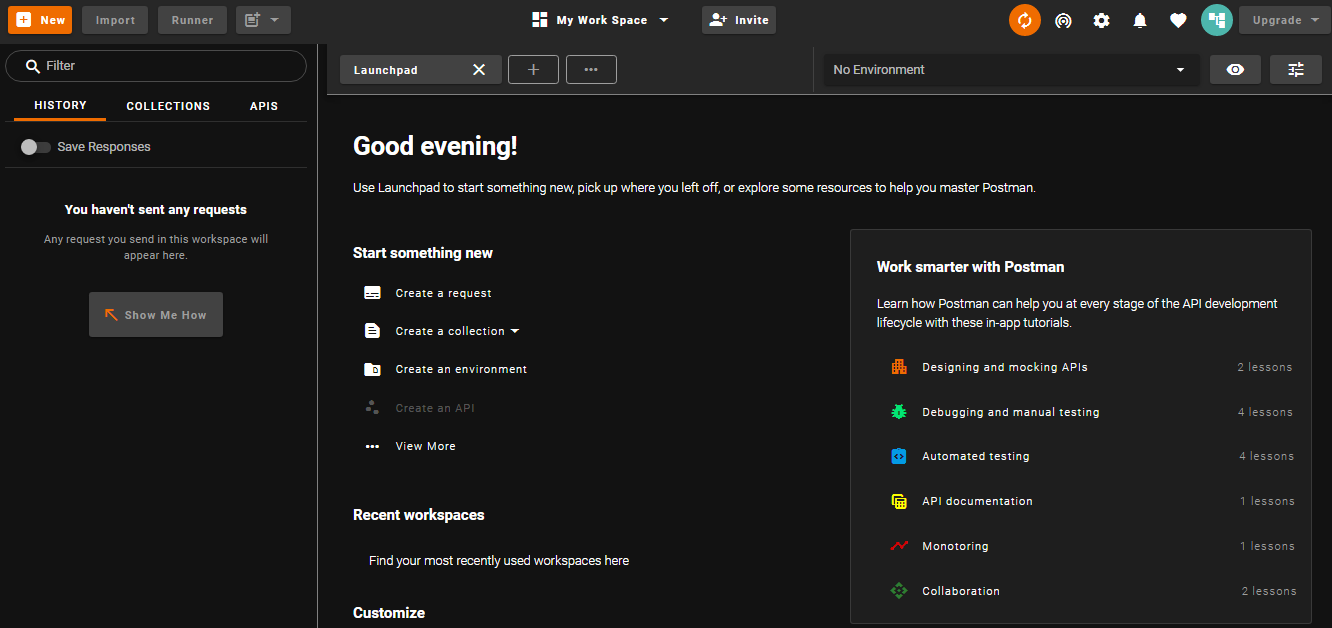 New
Import
Runner
My Work Space
Invite
Upgrade
Filter
HISTORY
COLLECTIONS
APIS
Save Responses
You haven't sent any requests
Any request you send in this workspace will
appear here.
Show Me How
Launchpad
No Environment
Good evening!
Use Launchpad to start something new, pick up where you left off, or explore some resources to help you master Postman.
Start something new
Create a request
Create a collection
Create an environment
Create an API
View More
Recent workspaces
Find your most recently used workspaces here
Customize
Work smarter with Postman
Learn how Postman can help you at every stage of the API development
lifecycle with these in-app tutorials.
Designing and mocking APIs 2 lessons
Debugging and manual testing 4 lessons
Automated testing 4 lessons
API documentation 1 lessons
Monotoring 1 lessons
Collaboration 2 lessons